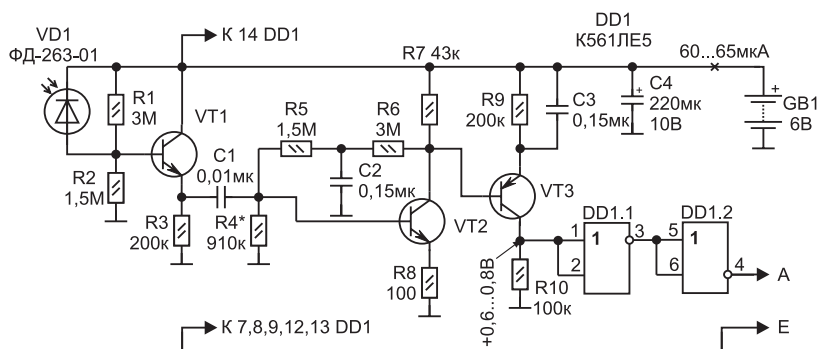 VD1
ФД-263-01
К 14 DD1
R7 43к
DD1
К561ЛЕ5
60...65мкА
R1
3М
VT1
R5
1,5М
R6
3М
R9
200к
C3
0,15мк
+
C4
220мк
10В
+
GB1
6В
R2
1,5М
C1
0,01мк
C2
0,15мк
VT2
VT3
R3
200к
R4*
910к
R8
100
+0,6...0,8В
R10
100к
DD1.1
1
1
2
3
DD1.2
1
5
6
4
A
К 7,8,9,12,13 DD1
E